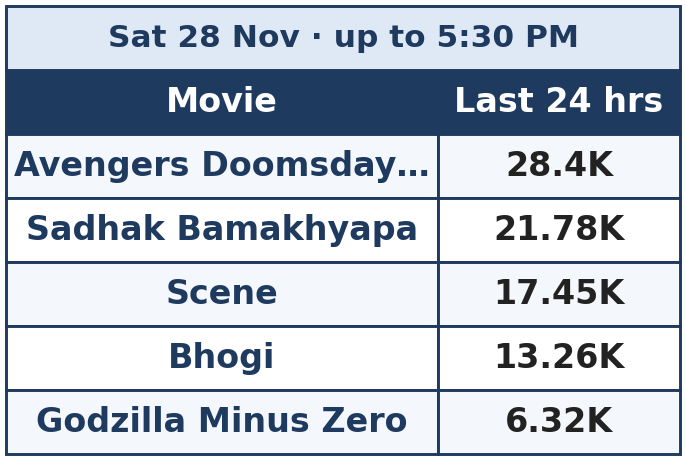 Sat 28 Nov · up to 5:30 PM
Movie Last 24 hrs
Avengers Doomsday... 28.4K
Sadhak Bamakhyapa 21.78K
Scene 17.45K
Bhogi 13.26K
Godzilla Minus Zero 6.32K